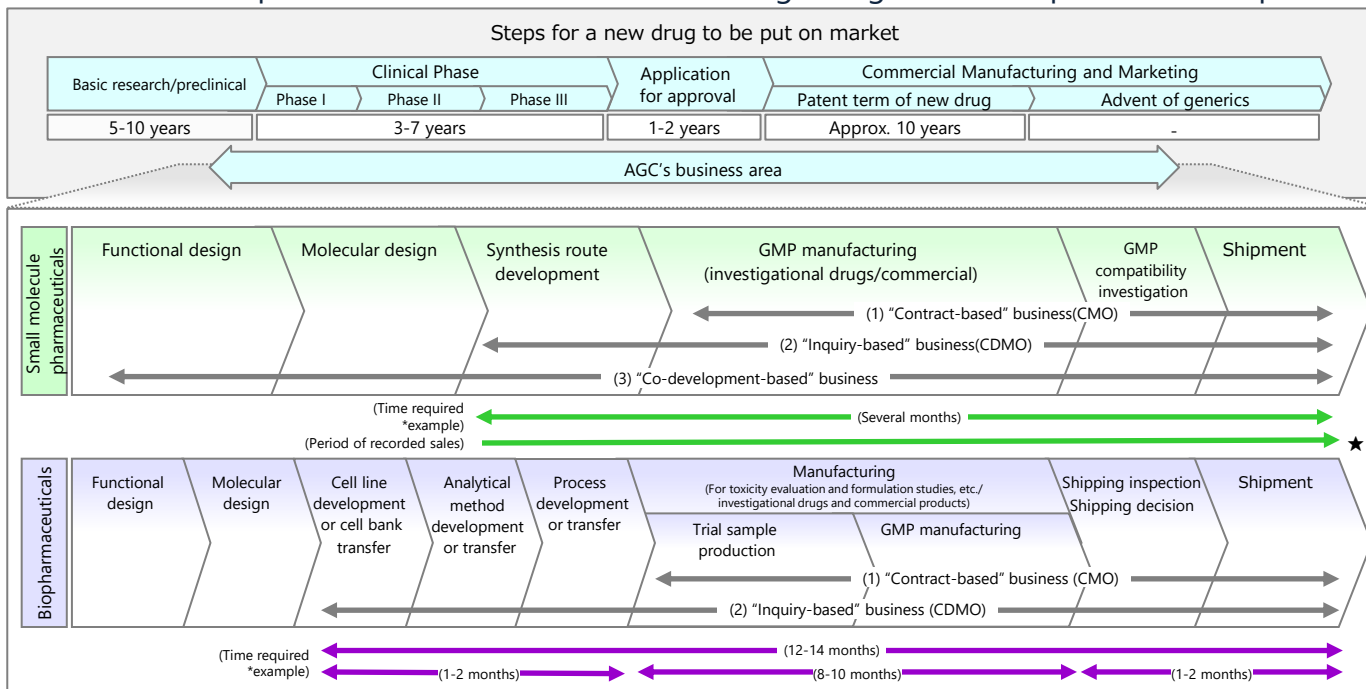 Steps for a new drug to be put on market
Basic research/preclinical
Clinical Phase
Phase I
Phase II
Phase III
Application
for approval
Commercial Manufacturing and Marketing
Patent term of new drug
Advent of generics
5-10 years
3-7 years
1-2 years
Approx. 10 years
-
AGC's business area
Small molecule
pharmaceuticals
Functional design
Molecular design
Synthesis route
development
GMP manufacturing
(investigational drugs/commercial)
GMP
compatibility
investigation
Shipment
(1) "Contract-based" business(CMO)
(2) "Inquiry-based" business(CDMO)
(3) "Co-development-based" business
(Time required
*example)
(Several months)
(Period of recorded sales)
★
Biopharmaceuticals
Functional
design
Molecular
design
Cell line
development
or cell bank
transfer
Analytical
method
development
or transfer
Process
development
or transfer
Manufacturing
(For toxicity evaluation and formulation studies, etc./
investigational drugs and commercial products)
Trial sample
production
GMP manufacturing
Shipping inspection
Shipping decision
Shipment
(1) "Contract-based" business (CMO)
(2) "Inquiry-based" business (CDMO)
(Time required
*example)
(12-14 months)
(1-2 months)
(8-10 months)
(1-2 months)